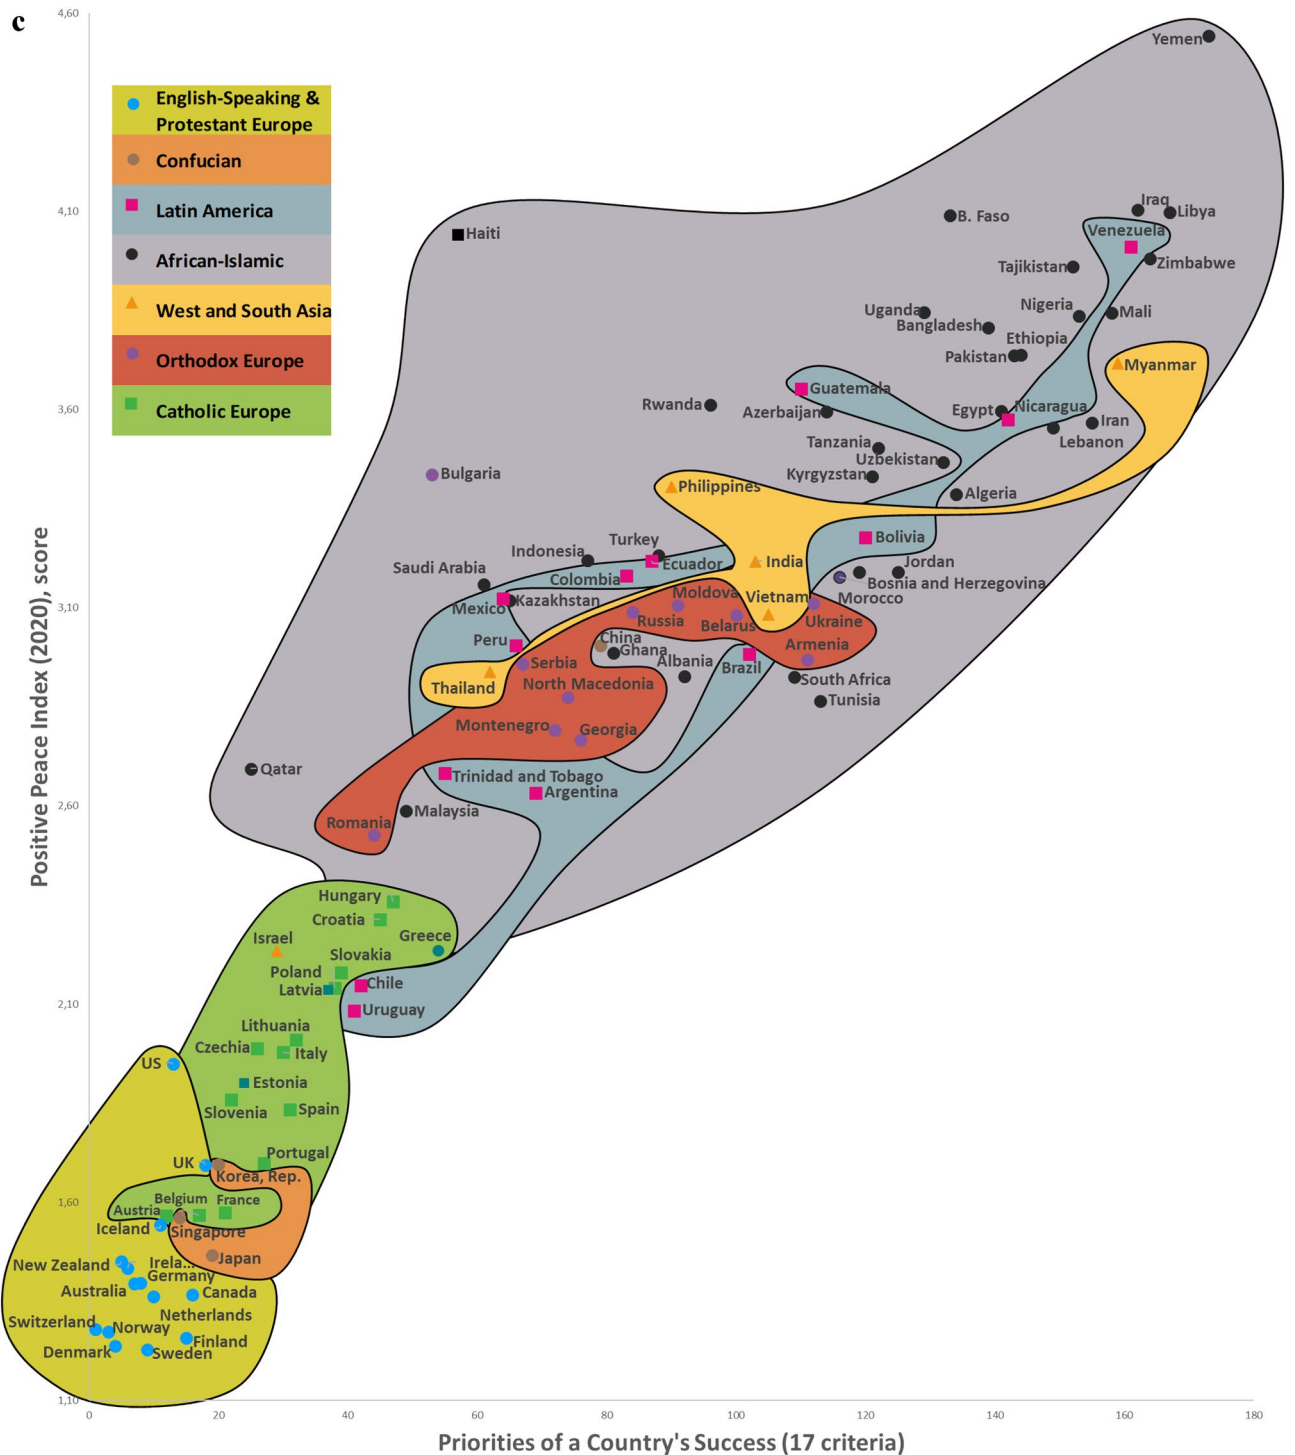 c
4,60
Yemen
English-Speaking &
Protestant Europe
Confucian
Latin America
African-Islamic
West and South Asia
Orthodox Europe
Catholic Europe
4,10
Iraq
Libya
B. Faso
Venezuela
Haiti
Zimbabwe
Tajikistan
Nigeria
Mali
Uganda
Bangladesh
Ethiopia
Pakistan
Myanmar
Guatemala
3,60
Rwanda
Azerbaijan
Egypt
Nicaragua
Iran
Lebanon
Tanzania
Uzbekistan
Bulgaria
Kyrgyzstan
Philippines
Algeria
Turkey
Bolivia
Indonesia
Ecuador
India
Jordan
Saudi Arabia
Colombia
Bosnia and Herzegovina
3,10
Mexico
Kazakhstan
Moldova
Vietnam
Morocco
Russia
Belarus
Ukraine
Peru
China
Ghana
Armenia
Serbia
Albania
Brazil
Thailand
North Macedonia
South Africa
Tunisia
Montenegro
Georgia
Qatar
Trinidad and Tobago
Argentina
2,60
Malaysia
Romania
Positive Peace Index (2020), score
Hungary
Croatia
Israel
Greece
Slovakia
Poland
Latvia
Chile
2,10
Uruguay
Lithuania
Czechia
Italy
US
Estonia
Slovenia
Spain
Portugal
UK
Korea, Rep.
1,60
Belgium
France
Austria
Iceland
Singapore
Japan
New Zealand
Irela...
Germany
Australia
Canada
Netherlands
Switzerland
Norway
Finland
Denmark
Sweden
1,10
0
20
40
60
80
100
120
140
160
180
Priorities of a Country's Success (17 criteria)